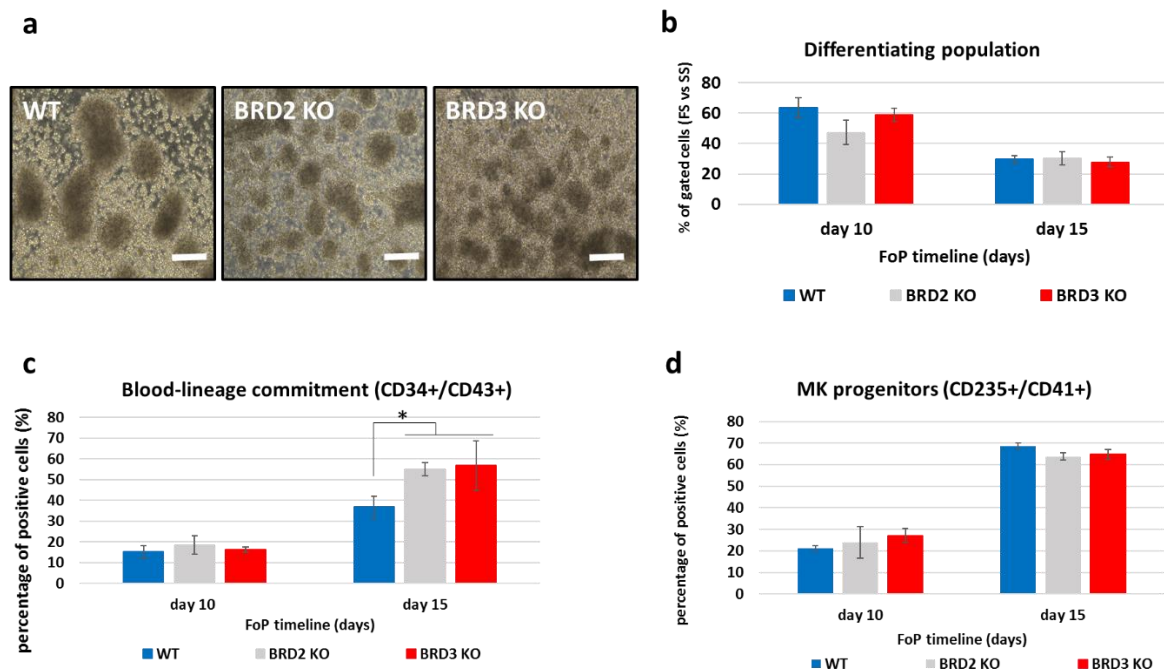 a
WT
BRD2 KO
BRD3 KO
b
Differentiating population
% of gated cells (FS vs SS)
80
60
40
20
0
day 10
day 15
FoP timeline (days)
WT
BRD2 KO
BRD3 KO
c
Blood-lineage commitment (CD34+/CD43+)
percentage of positive cells (%)
80
70
60
50
40
30
20
10
0
*
day 10
day 15
FoP timeline (days)
WT
BRD2 KO
BRD3 KO
d
MK progenitors (CD235+/CD41+)
percentage of positive cells (%)
80
70
60
50
40
30
20
10
0
day 10
day 15
FoP timeline (days)
WT
BRD2 KO
BRD3 KO